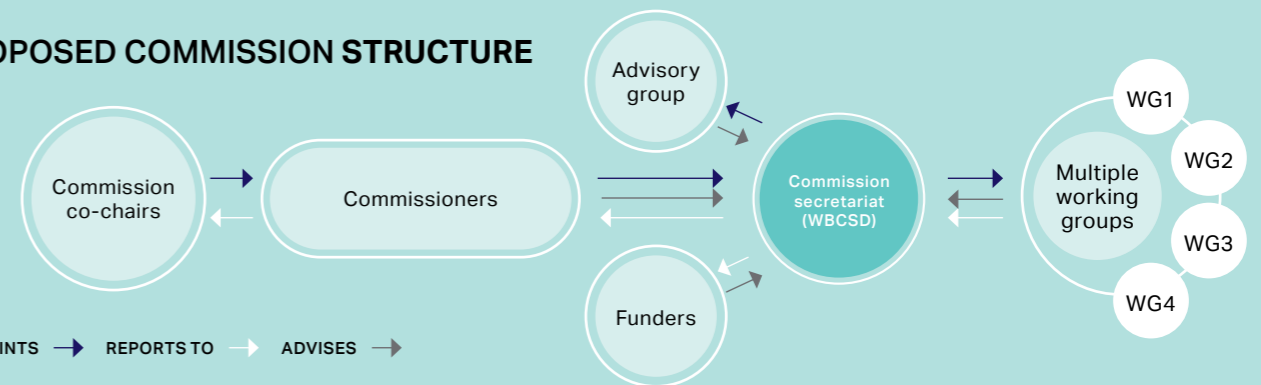 OPOSED COMMISSION STRUCTURE
Advisory
group
Commission
co-chairs
Commissioners
Commission
secretariat
(WBCSD)
Multiple
working
groups
WG1
WG2
WG3
WG4
Funders
INTS REPORTS TO ADVISES